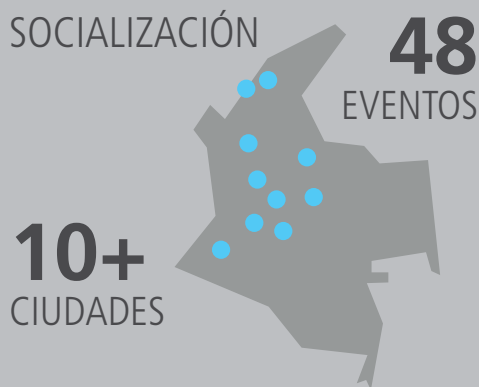 SOCIALIZACIÓN
48
EVENTOS
10+
CIUDADES